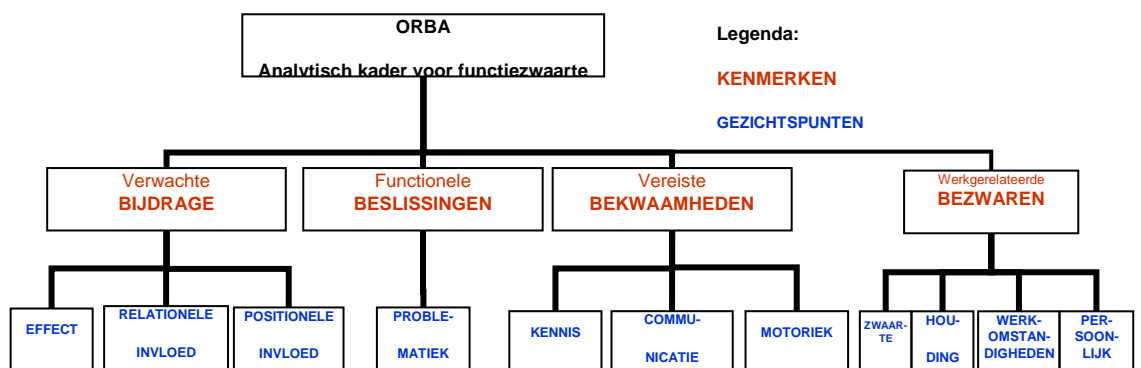 ORBA
Analytisch kader voor functiezwaarte
Legenda:
KENMERKEN
GEZICHTSPUNTEN
Verwachte
BIJDRAGE
Functionele
BESLISSINGEN
Vereiste
BEKWAAMHEDEN
Werkgerelateerde
BEZWAREN
EFFECT
RELATIONELE
INVLOED
POSITIONELE
INVLOED
PROBLE-
MATIEK
KENNIS
COMMU-
NICATIE
MOTORIEK
ZWAAR-
TE
HOU-
DING
WERK-
OMSTAN-
DIGHEDEN
PER-
SOON-
LIJK